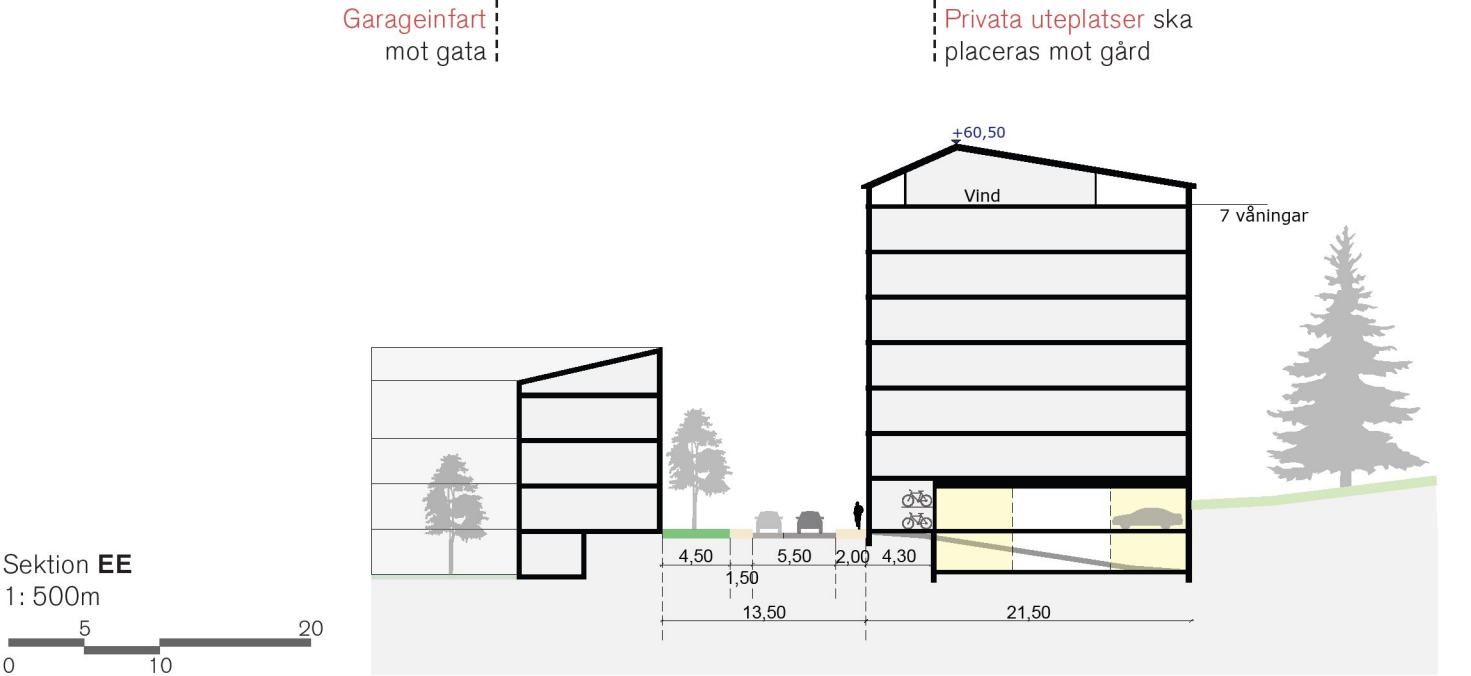 Garageinfart
mot gata
Privata uteplatser ska
placeras mot gård
+60,50
Vind
7 våningar
4,50
5,50
2,00
4,30
1,50
13,50
21,50
Sektion EE
1: 500m
5
20
0
10